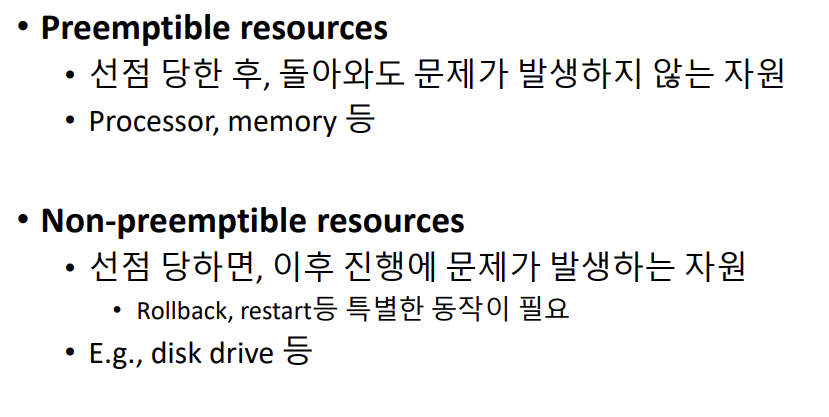 • Preemptible resources
• 선점 당한 후, 돌아와도 문제가 발생하지 않는 자원
• Processor, memory 등
• Non-preemptible resources
• 선점 당하면, 이후 진행에 문제가 발생하는 자원
• Rollback, restart등 특별한 동작이 필요
• E.g., disk drive 등